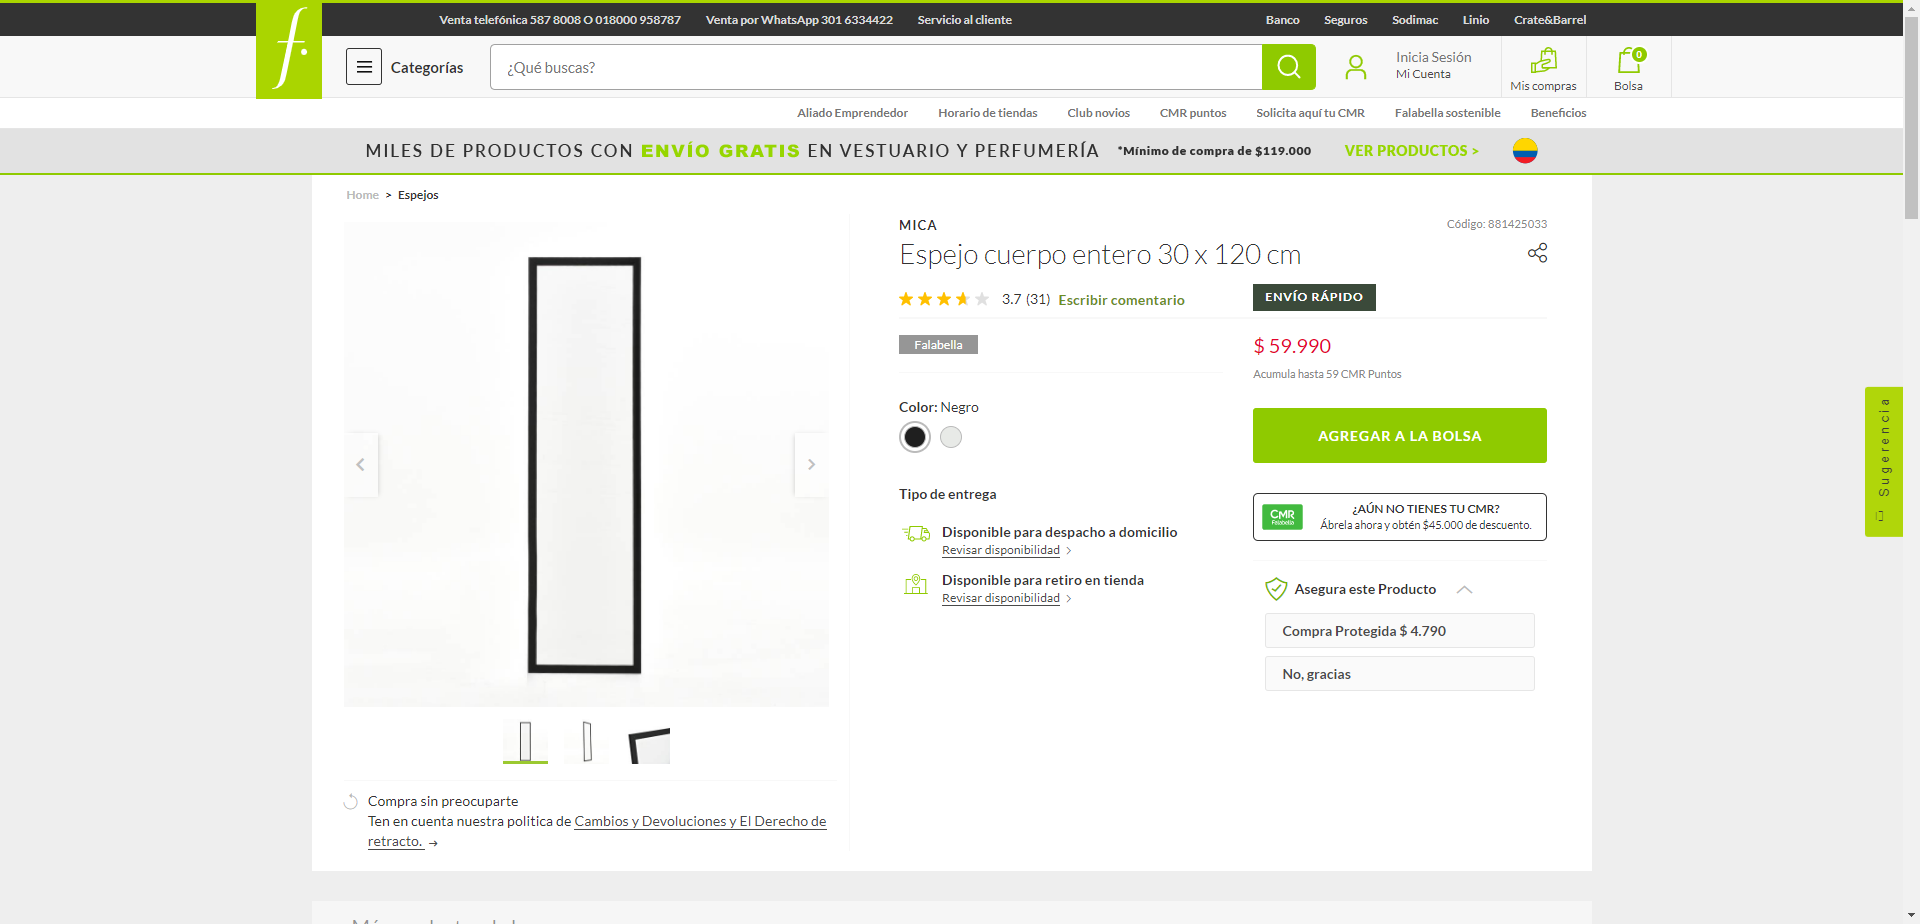 Venta telefónica 587 8008 O 018000 958787 Venta por WhatsApp 301 6334422 Servicio al cliente Banco Seguros Sodimac Linio Crate&Barrel
f.
Categorías
¿Qué buscas?
Inicia Sesión
Mi Cuenta
Mis compras
0
Bolsa
Aliado Emprendedor Horario de tiendas Club novios CMR puntos Solicita aquí tu CMR Falabella sostenible Beneficios
MILES DE PRODUCTOS CON ENVÍO GRATIS EN VESTUARIO Y PERFUMERÍA *Mínimo de compra de $119.000 VER PRODUCTOS >
Home > Espejos
MICA
Código: 881425033
Espejo cuerpo entero 30 x 120 cm
3.7 (31) Escribir comentario
ENVÍO RÁPIDO
Falabella
$ 59.990
Acumula hasta 59 CMR Puntos
Color: Negro
AGREGAR A LA BOLSA
Tipo de entrega
Disponible para despacho a domicilio
Revisar disponibilidad
Disponible para retiro en tienda
Revisar disponibilidad
CMR
Falabella
¿AÚN NO TIENES TU CMR?
Ábrela ahora y obtén $45.000 de descuento.
Asegura este Producto
Compra Protegida $ 4.790
No, gracias
Sugerencia
Compra sin preocuparte
Ten en cuenta nuestra politica de Cambios y Devoluciones y El Derecho de
retracto. →